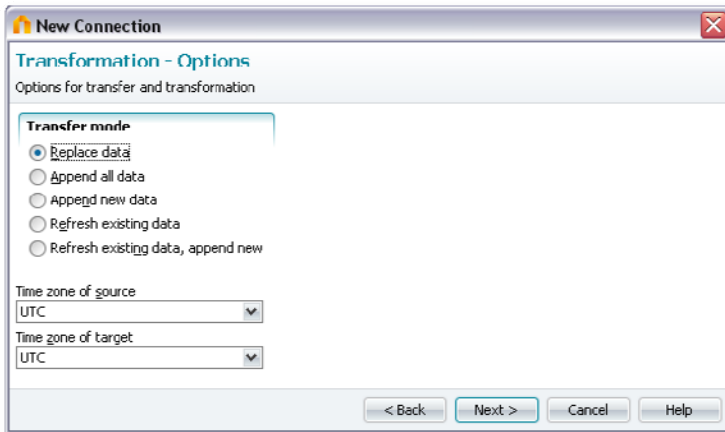 New Connection
Transformation - Options
Options for transfer and transformation
Transfer mode
Replace data
Append all data
Append new data
Refresh existing data
Refresh existing data, append new
Time zone of source
UTC
Time zone of target
UTC
< Back Next > Cancel Help